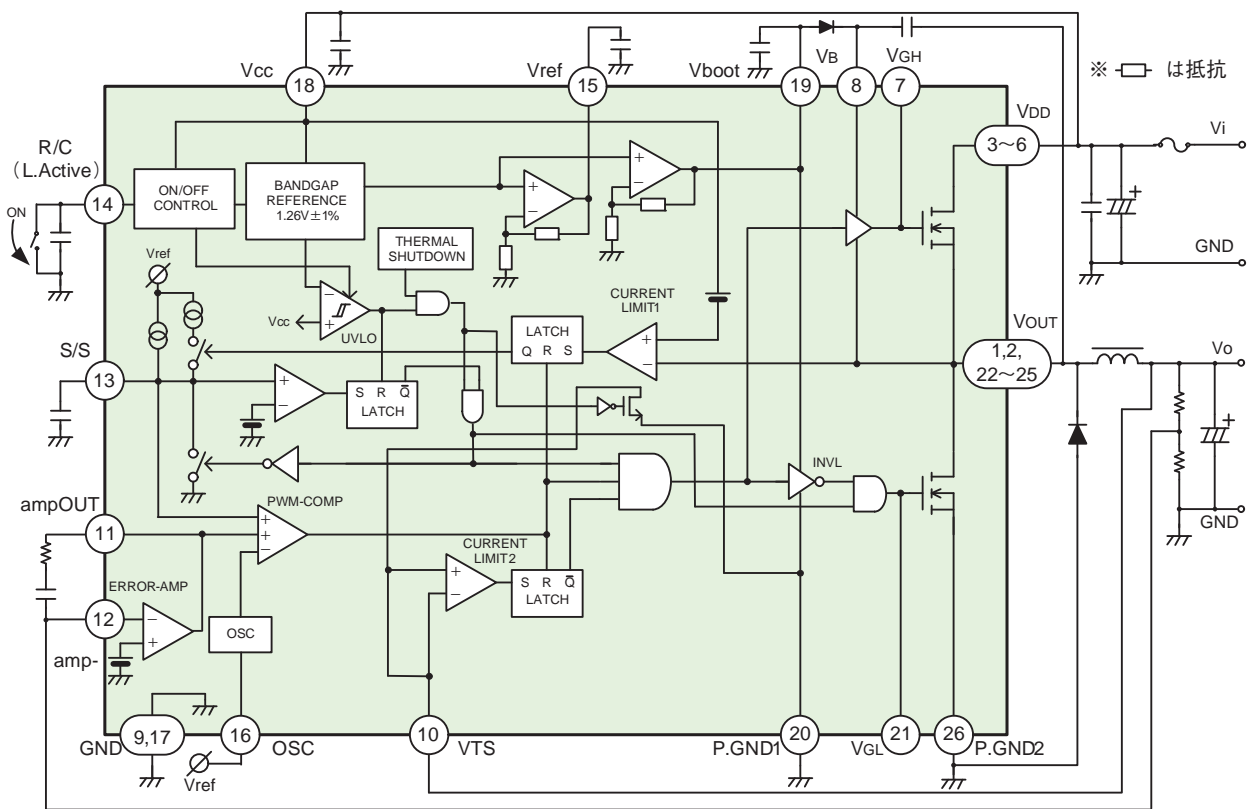 Vcc
18
Vref
15
Vboot
19
VB
8
VGH
7
※ は抵抗
VDD
3~6
Vi
GND
R/C
(L.Active)
14
ON
ON/OFF
CONTROL
BANDGAP
REFERENCE
1.26V±1%
+
−
+
−
THERMAL
SHUTDOWN
Vref
−
+
Vcc
UVLO
CURRENT
LIMIT1
+
−
LATCH
Q R S
VOUT
1,2,
22~25
Vo
+
+
GND
S/S
13
+
−
S R Q̅
LATCH
INVL
ampOUT
11
PWM-COMP
+
+
−
CURRENT
LIMIT2
+
−
S R Q̅
LATCH
ERROR-AMP
12
amp-
−
+
OSC
GND
9,17
16
OSC
Vref
10
VTS
P.GND1
20
VGL
21
26
P.GND2